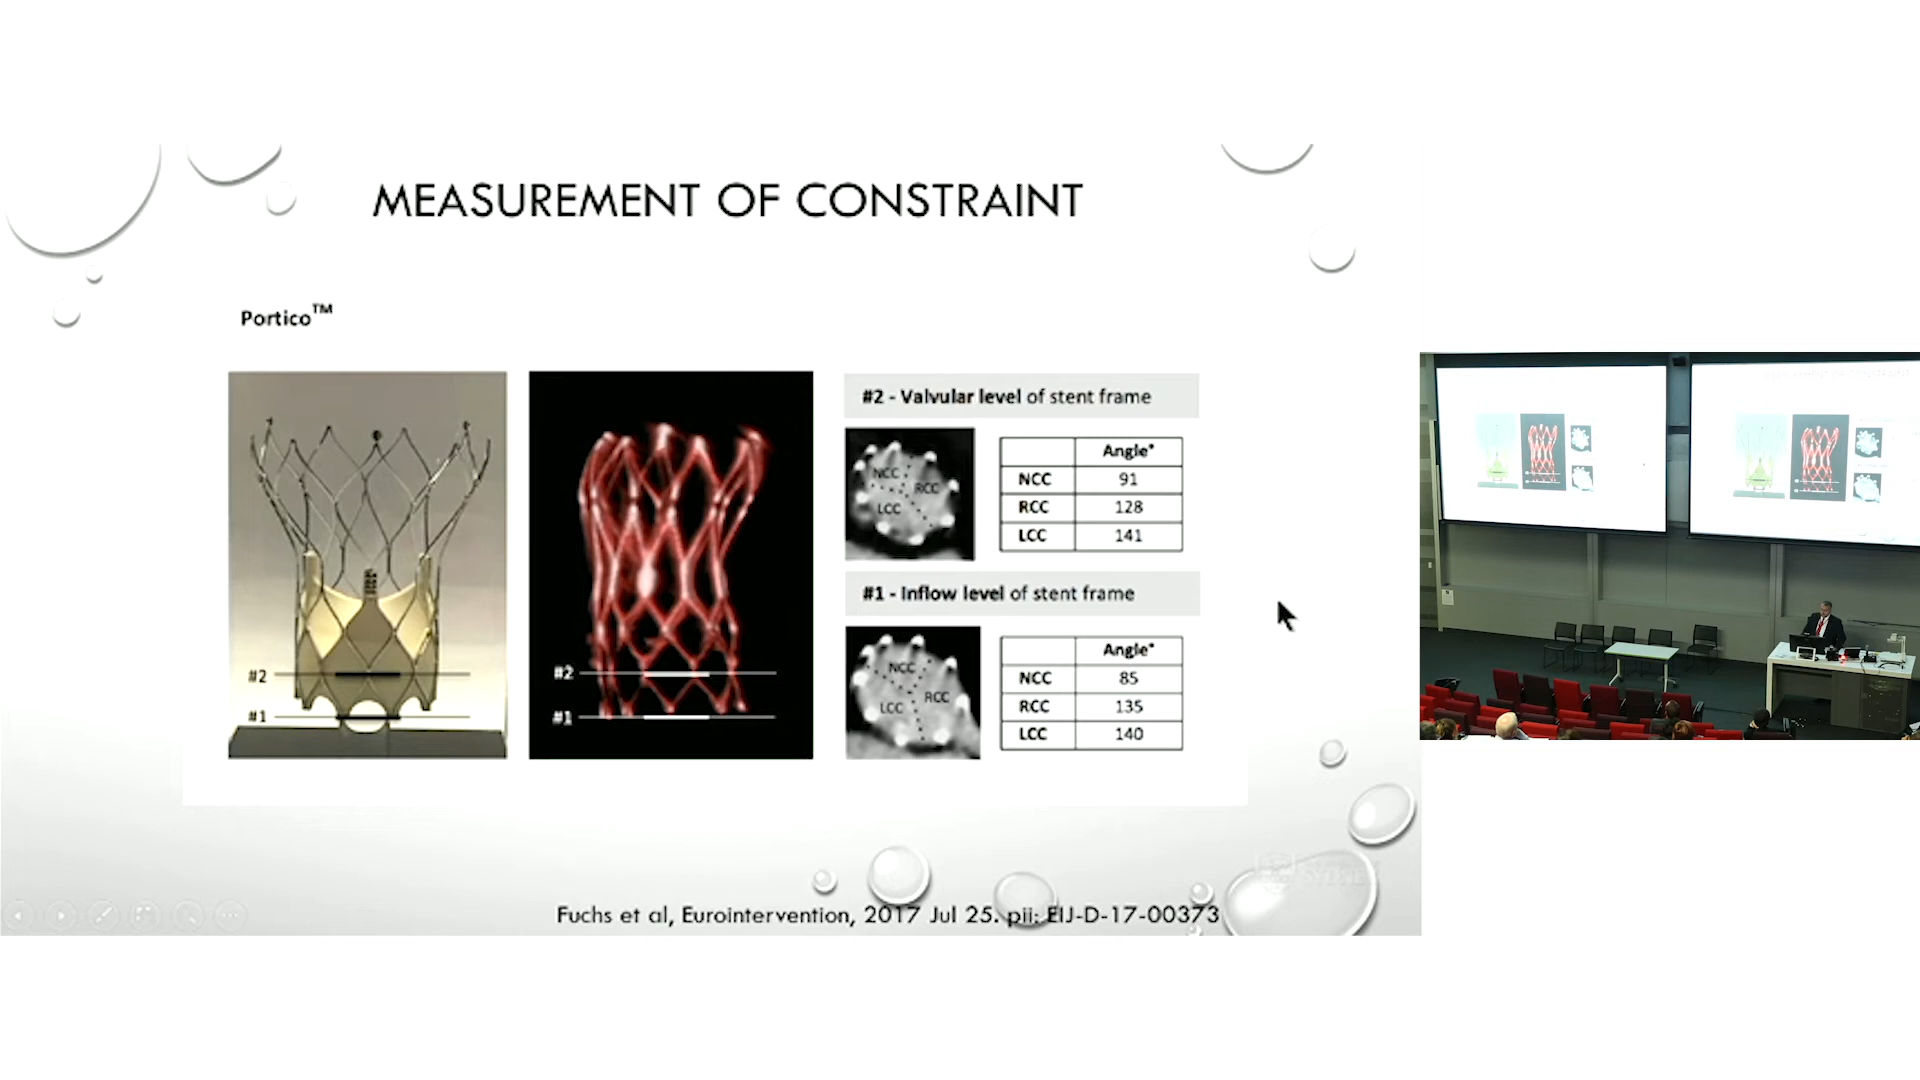 MEASUREMENT OF CONSTRAINT
Portico™
#2
#1
#2
#1
#2 - Valvular level of stent frame
NCC
RCC
LCC
Angle°
NCC 91
RCC 128
LCC 141
#1 - Inflow level of stent frame
NCC
RCC
LCC
Angle°
NCC 85
RCC 135
LCC 140
Fuchs et al, Eurointervention, 2017 Jul 25. pii: EIJ-D-17-00373